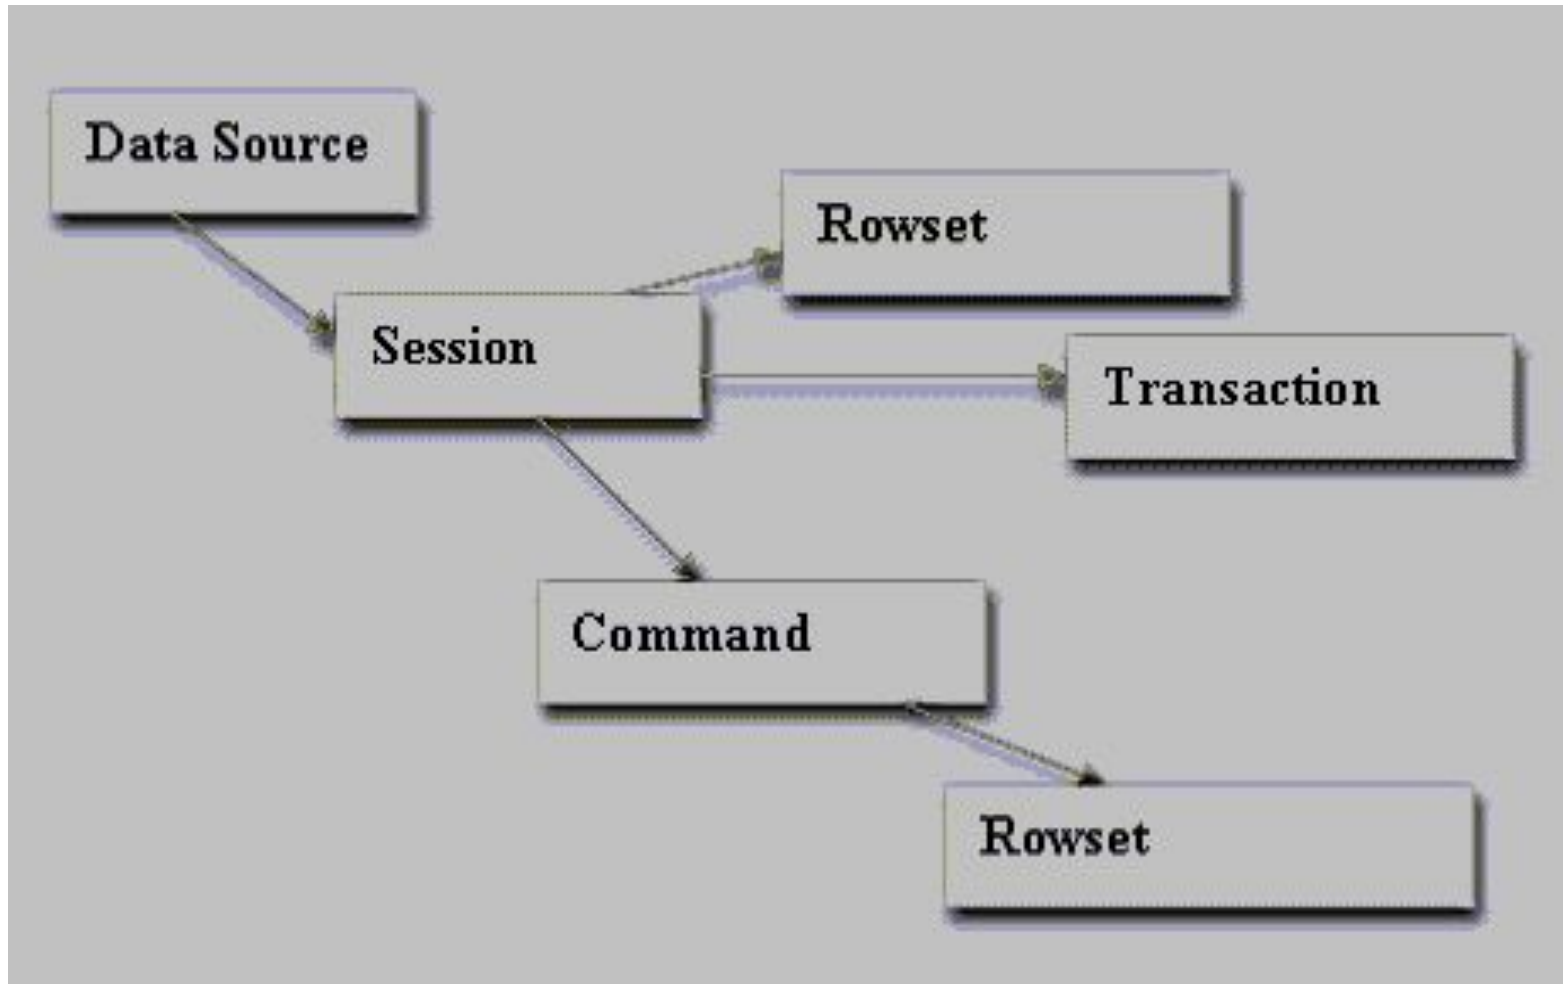 Data Source
Rowset
Session
Transaction
Command
Rowset